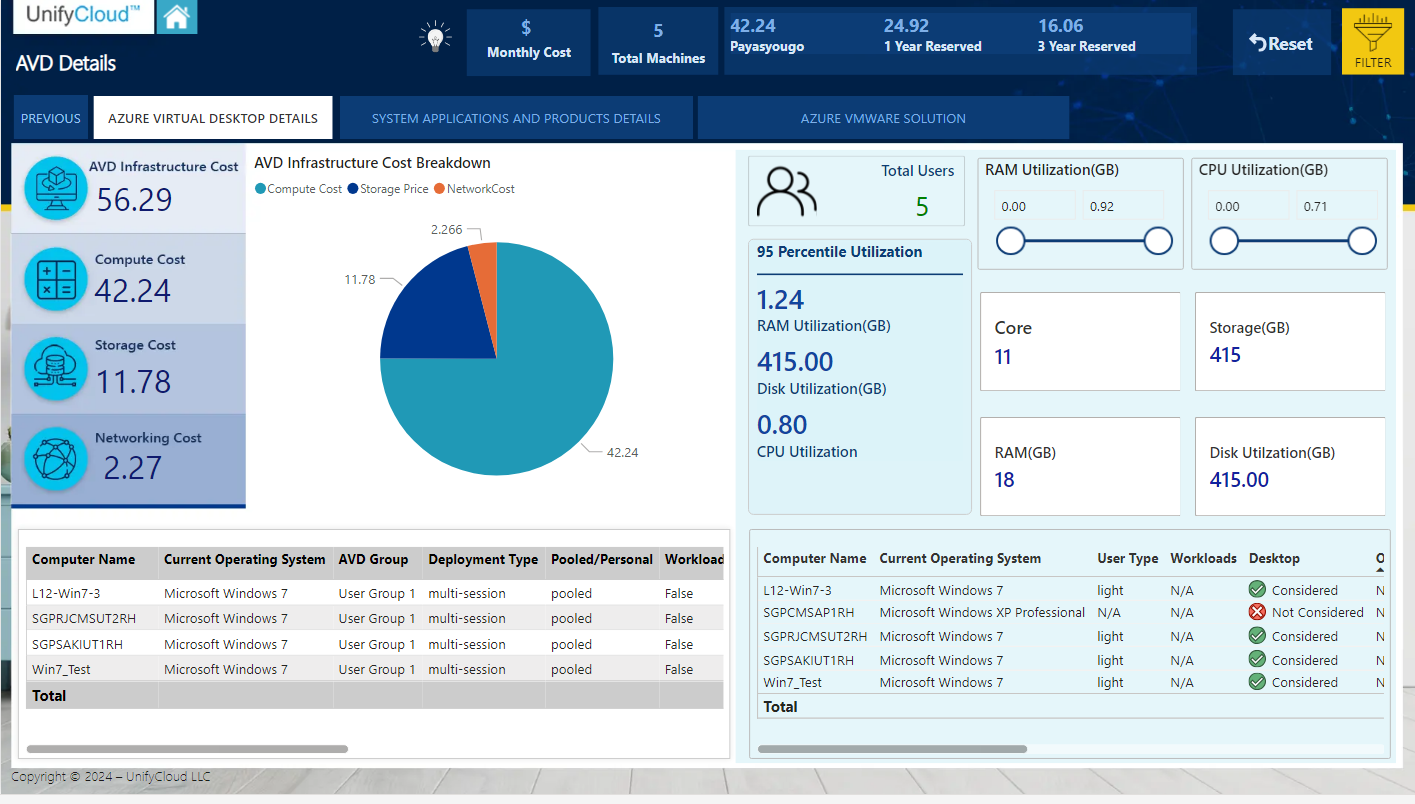 UnifyCloud™
AVD Details
$
Monthly Cost
5
Total Machines
42.24
Payasyougo
24.92
1 Year Reserved
16.06
3 Year Reserved
Reset
FILTER
PREVIOUS
AZURE VIRTUAL DESKTOP DETAILS
SYSTEM APPLICATIONS AND PRODUCTS DETAILS
AZURE VMWARE SOLUTION
AVD Infrastructure Cost
56.29
Compute Cost
42.24
Storage Cost
11.78
Networking Cost
2.27
AVD Infrastructure Cost Breakdown
Compute Cost Storage Price NetworkCost
2.266
11.78
42.24
Total Users
5
95 Percentile Utilization
1.24
RAM Utilization(GB)
415.00
Disk Utilization(GB)
0.80
CPU Utilization
RAM Utilization(GB)
0.00 0.92
CPU Utilization(GB)
0.00 0.71
Core
11
Storage(GB)
415
RAM(GB)
18
Disk Utilzation(GB)
415.00
Computer Name Current Operating System AVD Group Deployment Type Pooled/Personal Workload
L12-Win7-3 Microsoft Windows 7 User Group 1 multi-session pooled False
SGPRJCMSUT2RH Microsoft Windows 7 User Group 1 multi-session pooled False
SGPSAKIUT1RH Microsoft Windows 7 User Group 1 multi-session pooled False
Win7_Test Microsoft Windows 7 User Group 1 multi-session pooled False
Total
Computer Name Current Operating System User Type Workloads Desktop O
L12-Win7-3 Microsoft Windows 7 light N/A Considered N
SGPCMSAP1RH Microsoft Windows XP Professional N/A N/A Not Considered N
SGPRJCMSUT2RH Microsoft Windows 7 light N/A Considered N
SGPSAKIUT1RH Microsoft Windows 7 light N/A Considered N
Win7_Test Microsoft Windows 7 light N/A Considered N
Total
Copyright © 2024 – UnifyCloud LLC